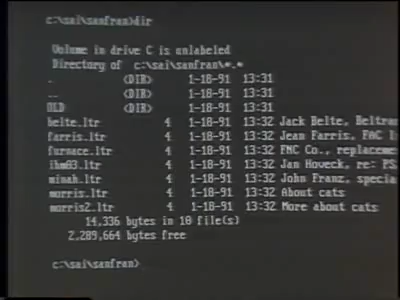 c:\sai\sanfran>dir
Volume in drive C is unlabeled
Directory of c:\sai\sanfran\*.*
. <DIR> 1-18-91 13:31
.. <DIR> 1-18-91 13:31
OLD <DIR> 1-18-91 13:31
belte.ltr 4 1-18-91 13:32 Jack Belte, Beltra
farris.ltr 4 1-18-91 13:32 Jean Farris, FAC I
furnace.ltr 4 1-18-91 13:32 FNC Co., replaceme
ibm03.ltr 4 1-18-91 13:32 Jan Hoveck, re: PS
minah.ltr 4 1-18-91 13:32 John Franz, specia
morris.ltr 4 1-18-91 13:32 About cats
morris2.ltr 4 1-18-91 13:32 More about cats
14,336 bytes in 10 file(s)
2,289,664 bytes free
c:\sai\sanfran>